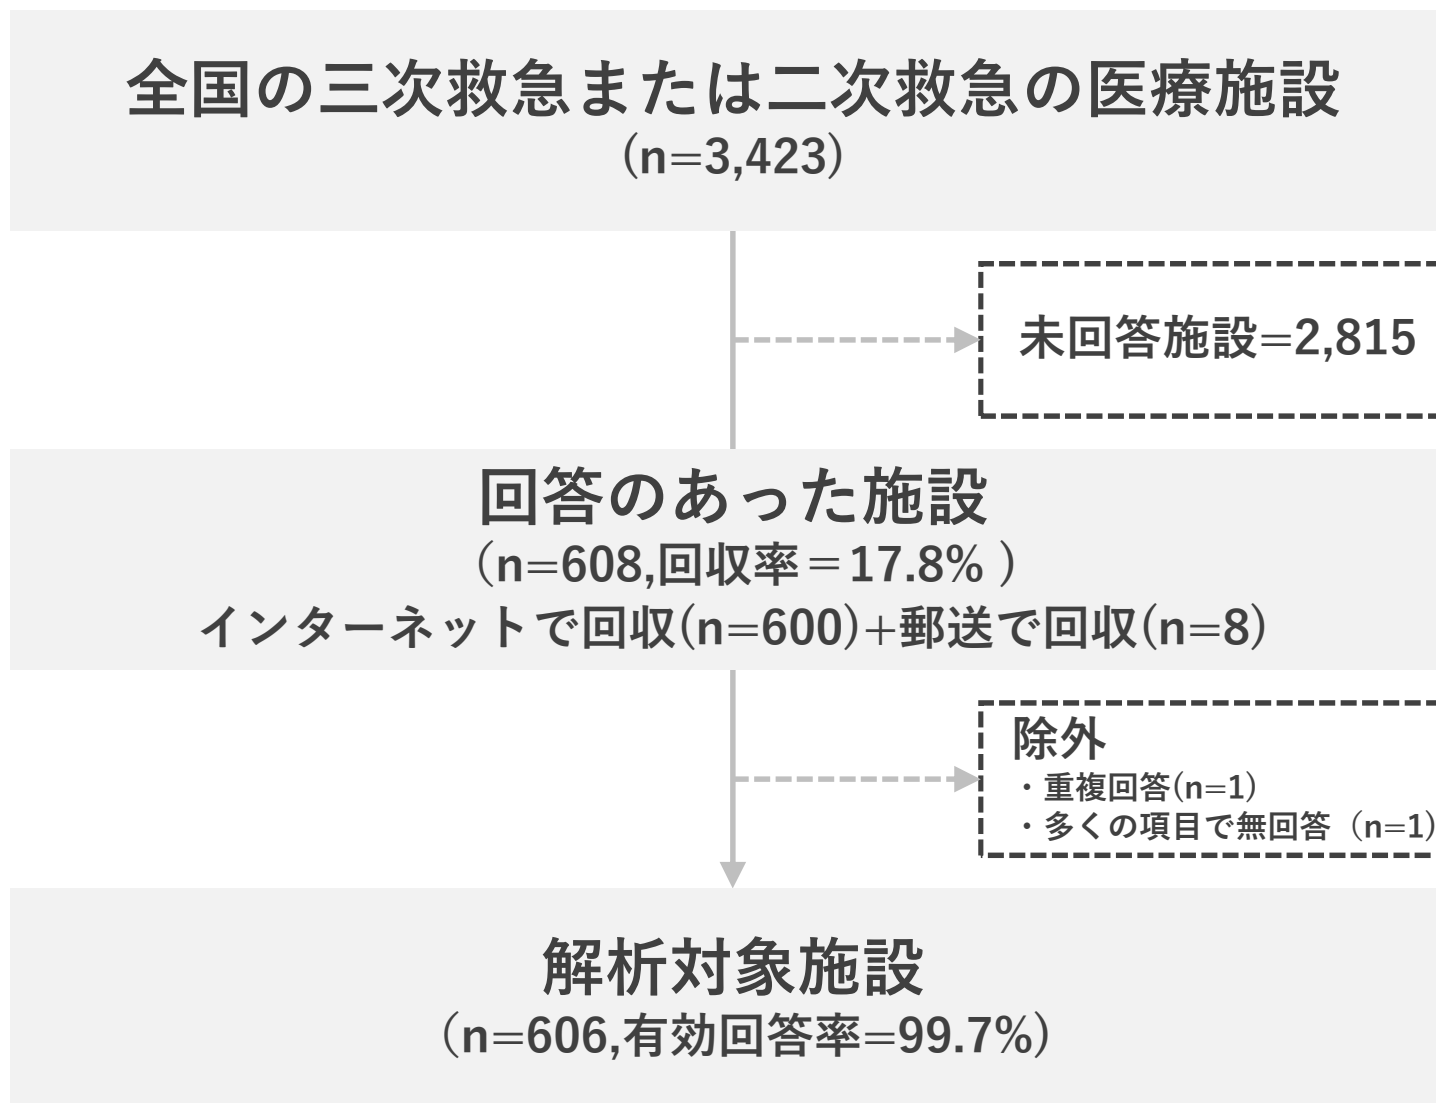 全国の三次救急または二次救急の医療施設
(n=3,423)
未回答施設=2,815
回答のあった施設
（n=608,回収率＝17.8% ）
インターネットで回収(n=600)+郵送で回収(n=8)
除外
・重複回答(n=1)
・多くの項目で無回答（n=1)
解析対象施設
（n=606,有効回答率=99.7%)